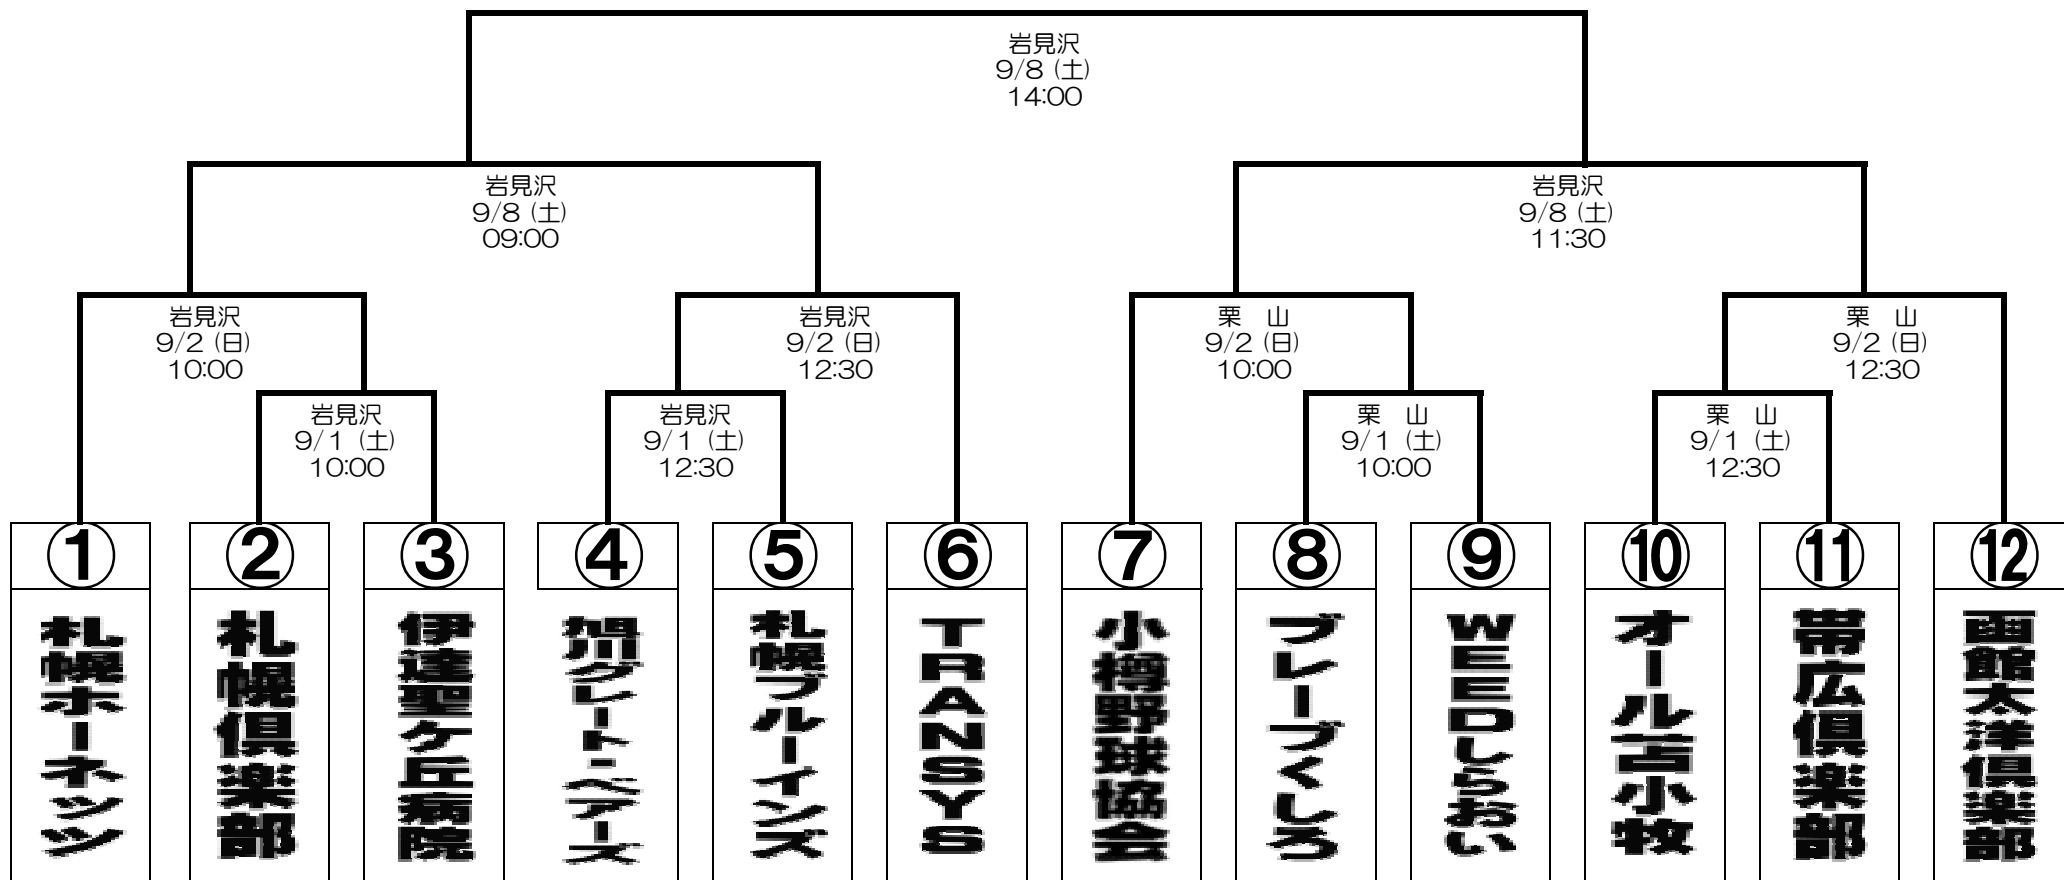 岩見沢
9/8（土）
14:00
岩見沢
9/8（土）
09:00
岩見沢
9/8（土）
11:30
岩見沢
9/2（日）
10:00
岩見沢
9/2（日）
12:30
栗　山
9/2（日）
10:00
栗　山
9/2（日）
12:30
岩見沢
9/1（土）
10:00
岩見沢
9/1（土）
12:30
栗　山
9/1（土）
10:00
栗　山
9/1（土）
12:30
①
札幌ホーネッツ
②
札幌倶楽部
③
伊達聖ケ丘病院
④
旭川グレート・ベアーズ
⑤
札幌ブルーインズ
⑥
TRANSYS
⑦
小樽野球協会
⑧
ブレーブくしろ
⑨
WEEDしらおい
⑩
オール苫小牧
⑪
帯広倶楽部
⑫
函館太洋倶楽部